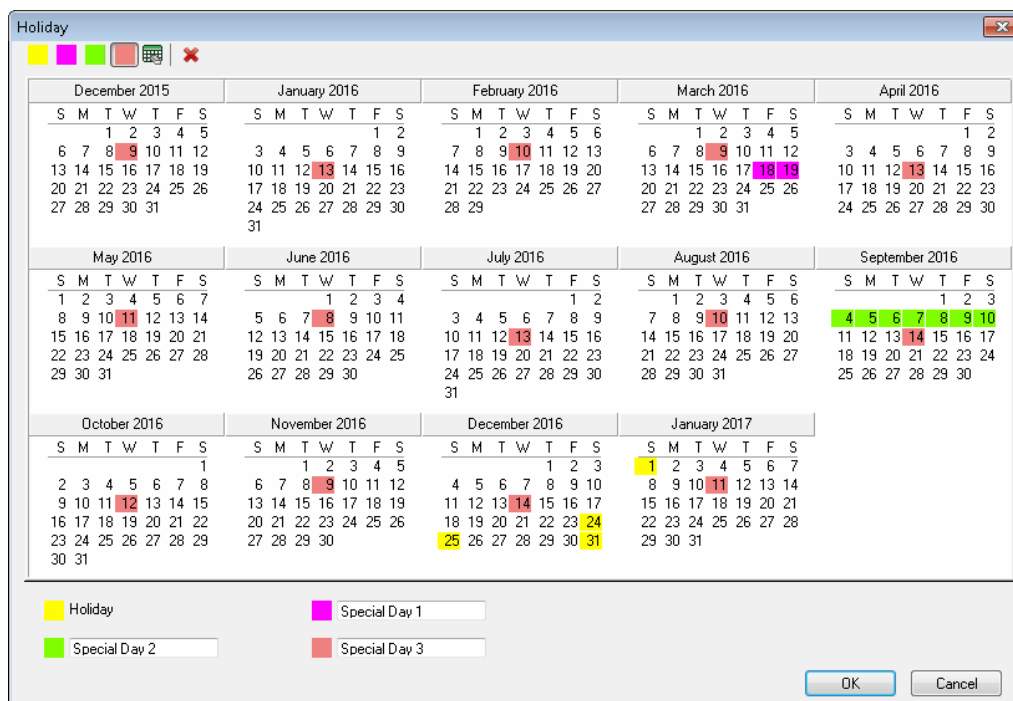 Holiday
December 2015 January 2016 February 2016 March 2016 April 2016
S M T W T F S S M T W T F S S M T W T F S S M T W T F S S M T W T F S
1 2 3 4 5 1 2 1 2 3 4 5 6 1 2 3 4 5 1 2
6 7 8 9 10 11 12 3 4 5 6 7 8 9 7 8 9 10 11 12 13 6 7 8 9 10 11 12 3 4 5 6 7 8 9
13 14 15 16 17 18 19 10 11 12 13 14 15 16 14 15 16 17 18 19 20 13 14 15 16 17 18 19 10 11 12 13 14 15 16
20 21 22 23 24 25 26 17 18 19 20 21 22 23 21 22 23 24 25 26 27 20 21 22 23 24 25 26 17 18 19 20 21 22 23
27 28 29 30 31 24 25 26 27 28 29 30 28 29 27 28 29 30 31 24 25 26 27 28 29 30
31
May 2016 June 2016 July 2016 August 2016 September 2016
S M T W T F S S M T W T F S S M T W T F S S M T W T F S S M T W T F S
1 2 3 4 5 6 7 1 2 3 4 1 2 1 2 3 4 5 6 1 2 3
8 9 10 11 12 13 14 5 6 7 8 9 10 11 3 4 5 6 7 8 9 7 8 9 10 11 12 13 4 5 6 7 8 9 10
15 16 17 18 19 20 21 12 13 14 15 16 17 18 10 11 12 13 14 15 16 14 15 16 17 18 19 20 11 12 13 14 15 16 17
22 23 24 25 26 27 28 19 20 21 22 23 24 25 17 18 19 20 21 22 23 21 22 23 24 25 26 27 18 19 20 21 22 23 24
29 30 31 26 27 28 29 30 24 25 26 27 28 29 30 28 29 30 31 25 26 27 28 29 30
31
October 2016 November 2016 December 2016 January 2017
S M T W T F S S M T W T F S S M T W T F S S M T W T F S
1 1 2 3 4 5 1 2 3 1 2 3 4 5 6 7
2 3 4 5 6 7 8 6 7 8 9 10 11 12 4 5 6 7 8 9 10 8 9 10 11 12 13 14
9 10 11 12 13 14 15 13 14 15 16 17 18 19 11 12 13 14 15 16 17 15 16 17 18 19 20 21
16 17 18 19 20 21 22 20 21 22 23 24 25 26 18 19 20 21 22 23 24 22 23 24 25 26 27 28
23 24 25 26 27 28 29 27 28 29 30 25 26 27 28 29 30 31 29 30 31
30 31
Holiday Special Day 1
Special Day 2 Special Day 3
OK Cancel